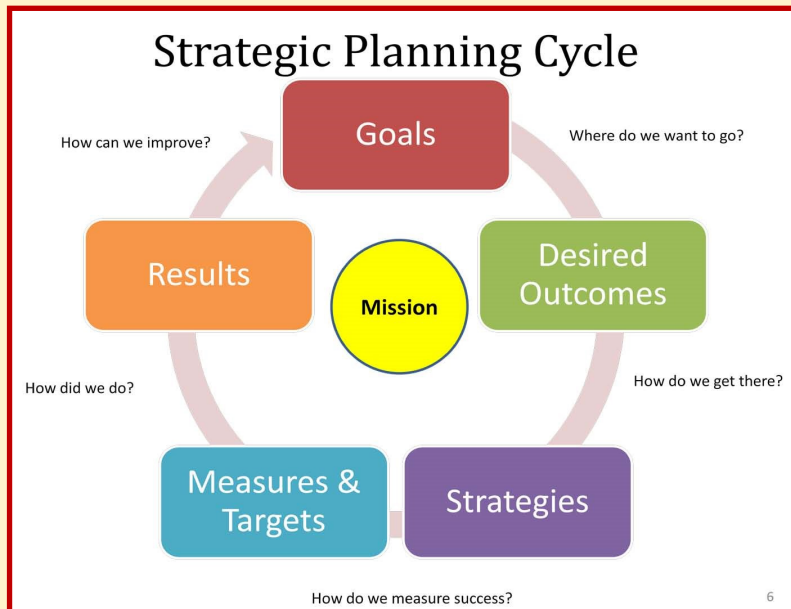 Strategic Planning Cycle
Goals
Where do we want to go?
Desired
Outcomes
How do we get there?
Strategies
How do we measure success?
Measures &
Targets
How did we do?
Results
How can we improve?
Mission
6